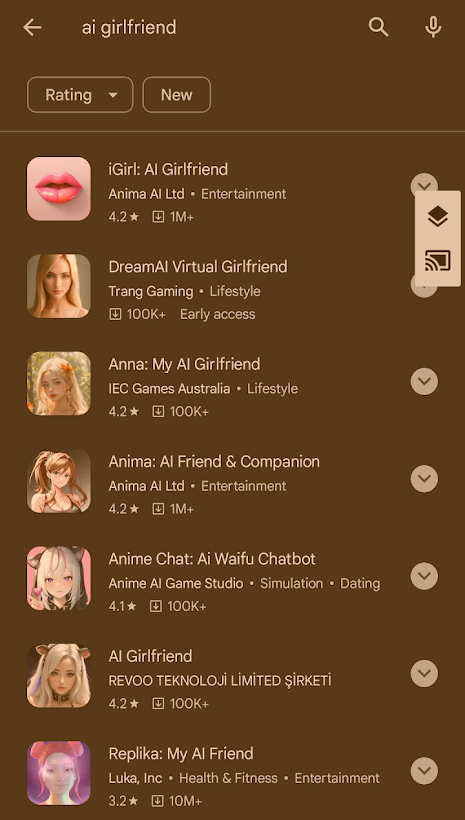 ai girlfriend
Rating
New
iGirl: AI Girlfriend
Anima AI Ltd • Entertainment
4.2★ 1M+
DreamAI Virtual Girlfriend
Trang Gaming • Lifestyle
100K+ Early access
Anna: My AI Girlfriend
IEC Games Australia • Lifestyle
4.2★ 100K+
Anima: AI Friend & Companion
Anima AI Ltd • Entertainment
4.2★ 1M+
Anime Chat: Ai Waifu Chatbot
Anime AI Game Studio • Simulation • Dating
4.1★ 100K+
AI Girlfriend
REVOO TEKNOLOJİ LİMİTED ŞİRKETİ
4.2★ 100K+
Replika: My AI Friend
Luka, Inc • Health & Fitness • Entertainment
3.2★ 10M+